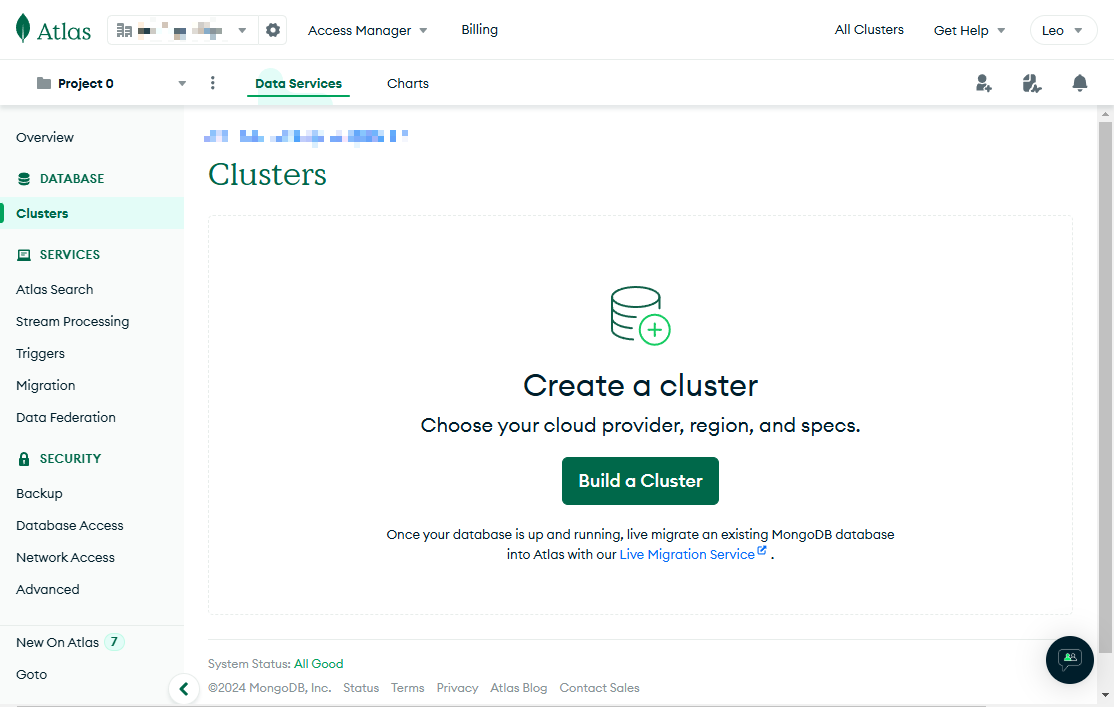 Atlas
Access Manager
Billing
All Clusters
Get Help
Leo
Project 0
Data Services
Charts
Overview
DATABASE
Clusters
SERVICES
Atlas Search
Stream Processing
Triggers
Migration
Data Federation
SECURITY
Backup
Database Access
Network Access
Advanced
New On Atlas 7
Goto
Clusters
Create a cluster
Choose your cloud provider, region, and specs.
Build a Cluster
Once your database is up and running, live migrate an existing MongoDB database
into Atlas with our Live Migration Service .
System Status: All Good
©2024 MongoDB, Inc. Status Terms Privacy Atlas Blog Contact Sales